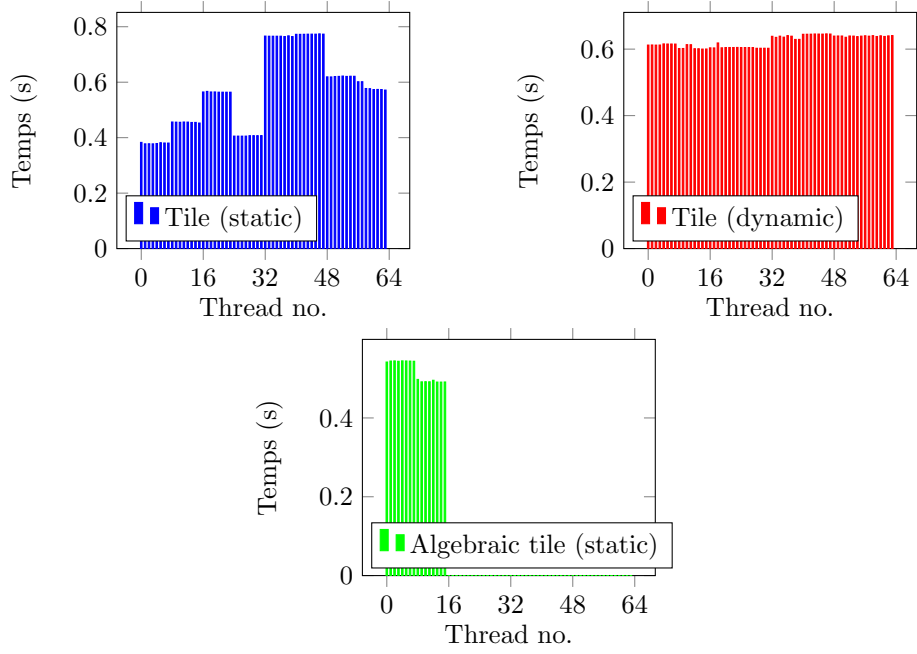 0.8
0.6
0.4
0.2
0
Temps (s)
Tile (static)
0 16 32 48 64
Thread no.
0.6
0.4
0.2
0
Temps (s)
Tile (dynamic)
0 16 32 48 64
Thread no.
0.4
0.2
0
Temps (s)
Algebraic tile (static)
0 16 32 48 64
Thread no.